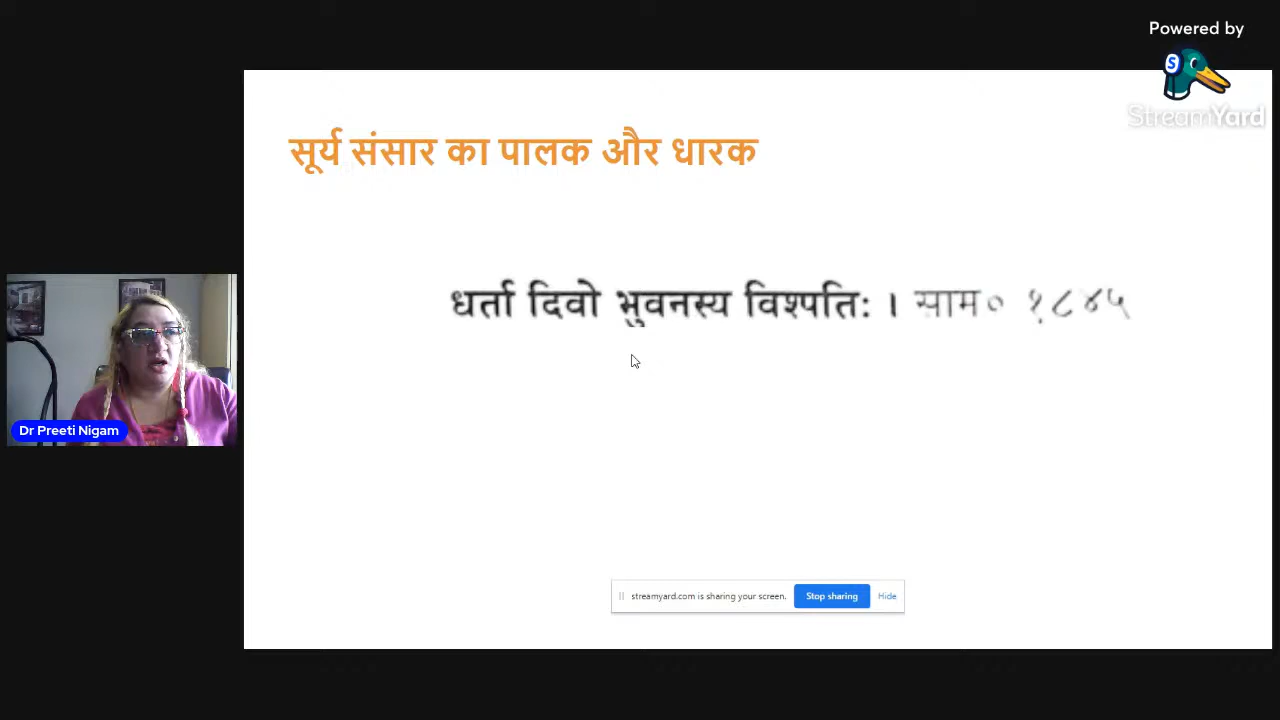 Powered by
StreamYard
सूर्य संसार का पालक और धारक
धर्ता दिवो भुवनस्य विश्पतिः । साम० १८४५
Dr Preeti Nigam
streamyard.com is sharing your screen. Stop sharing Hide